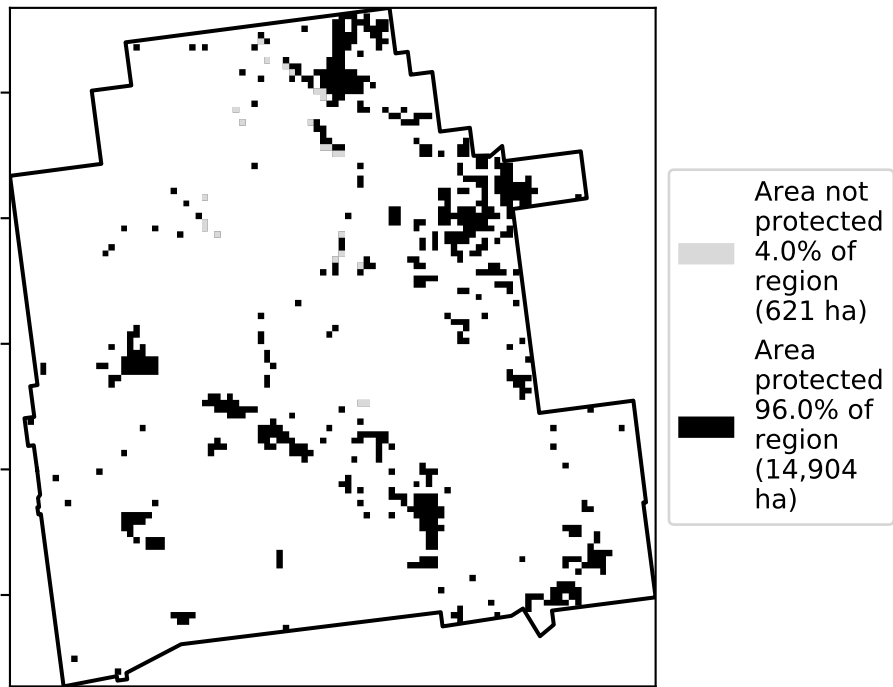 Area not
protected
4.0% of
region
(621 ha)
Area
protected
96.0% of
region
(14,904
ha)